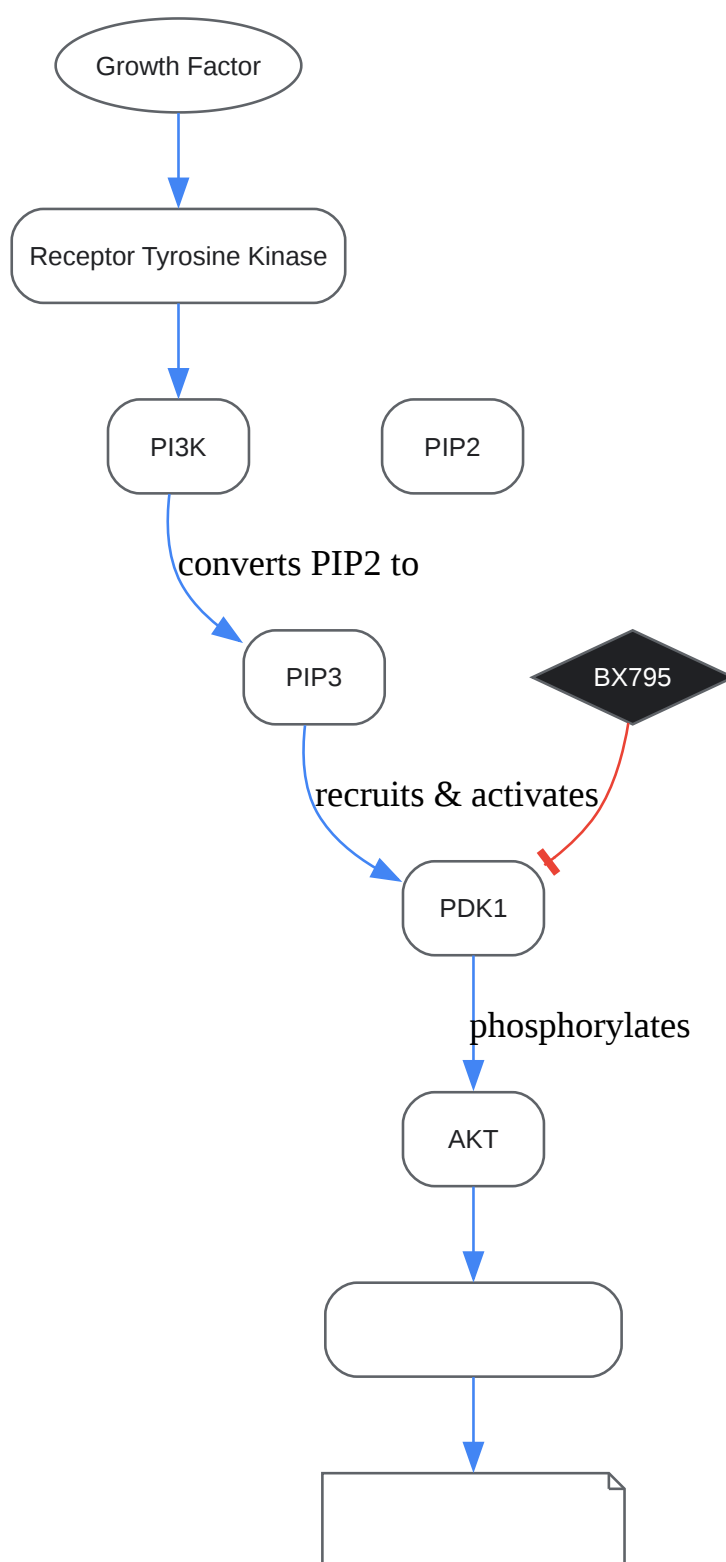 Growth Factor
Receptor Tyrosine Kinase
PI3K
PIP2
converts PIP2 to
PIP3
BX795
recruits & activates
PDK1
phosphorylates
AKT